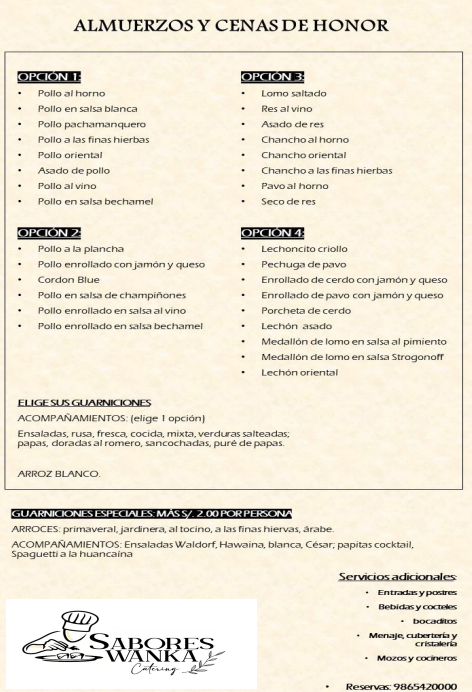 ALMUERZOS Y CENAS DE HONOR
OPCIÓN 1:
• Pollo al horno
• Pollo en salsa blanca
• Pollo pachamanquero
• Pollo a las finas hierbas
• Pollo oriental
• Asado de pollo
• Pollo al vino
• Pollo en salsa bechamel
OPCIÓN 2:
• Pollo a la plancha
• Pollo enrollado con jamón y queso
• Cordon Blue
• Pollo en salsa de champiñones
• Pollo enrollado en salsa al vino
• Pollo enrollado en salsa bechamel
OPCIÓN 3:
• Lomo saltado
• Res al vino
• Asado de res
• Chancho al horno
• Chancho oriental
• Chancho a las finas hierbas
• Pavo al horno
• Seco de res
OPCIÓN 4:
• Lechoncito criollo
• Pechuga de pavo
• Enrollado de cerdo con jamón y queso
• Enrollado de pavo con jamón y queso
• Porcheta de cerdo
• Lechón asado
• Medallón de lomo en salsa al pimiento
• Medallón de lomo en salsa Strogonoff
• Lechón oriental
ELIGE SUS GUARNICIONES
ACOMPAÑAMIENTOS: (elige 1 opción)
Ensaladas, rusa, fresca, cocida, mixta, verduras salteadas;
papas, doradas al romero, sancochadas, puré de papas.
ARROZ BLANCO.
GUARNICIONES ESPECIALES: MÁS S/. 2.00 POR PERSONA
ARROCES: primaveral, jardinera, al tocino, a las finas hiervas, árabe.
ACOMPAÑAMIENTOS: Ensaladas Waldorf, Hawaina, blanca, César; papitas cocktail,
Spaguetti a la huancaína
Servicios adicionales:
• Entradas y postres
• Bebidas y cocteles
• bocaditos
• Menaje, cubertería y
cristalería
• Mozos y cocineros
• Reservas: 9865420000
SABORES
WANKA
Catering